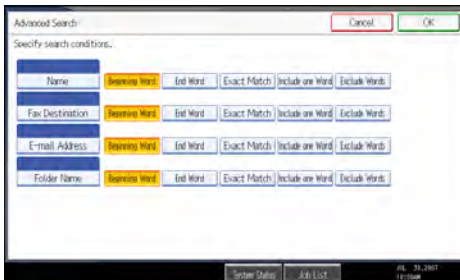 Advanced Search
Cancel
OK
Specify search conditions.
Name Beginning Word End Word Exact Match Include one Word Exclude Words
Fax Destination Beginning Word End Word Exact Match Include one Word Exclude Words
E-mail Address Beginning Word End Word Exact Match Include one Word Exclude Words
Folder Name Beginning Word End Word Exact Match Include one Word Exclude Words
System Status Job List